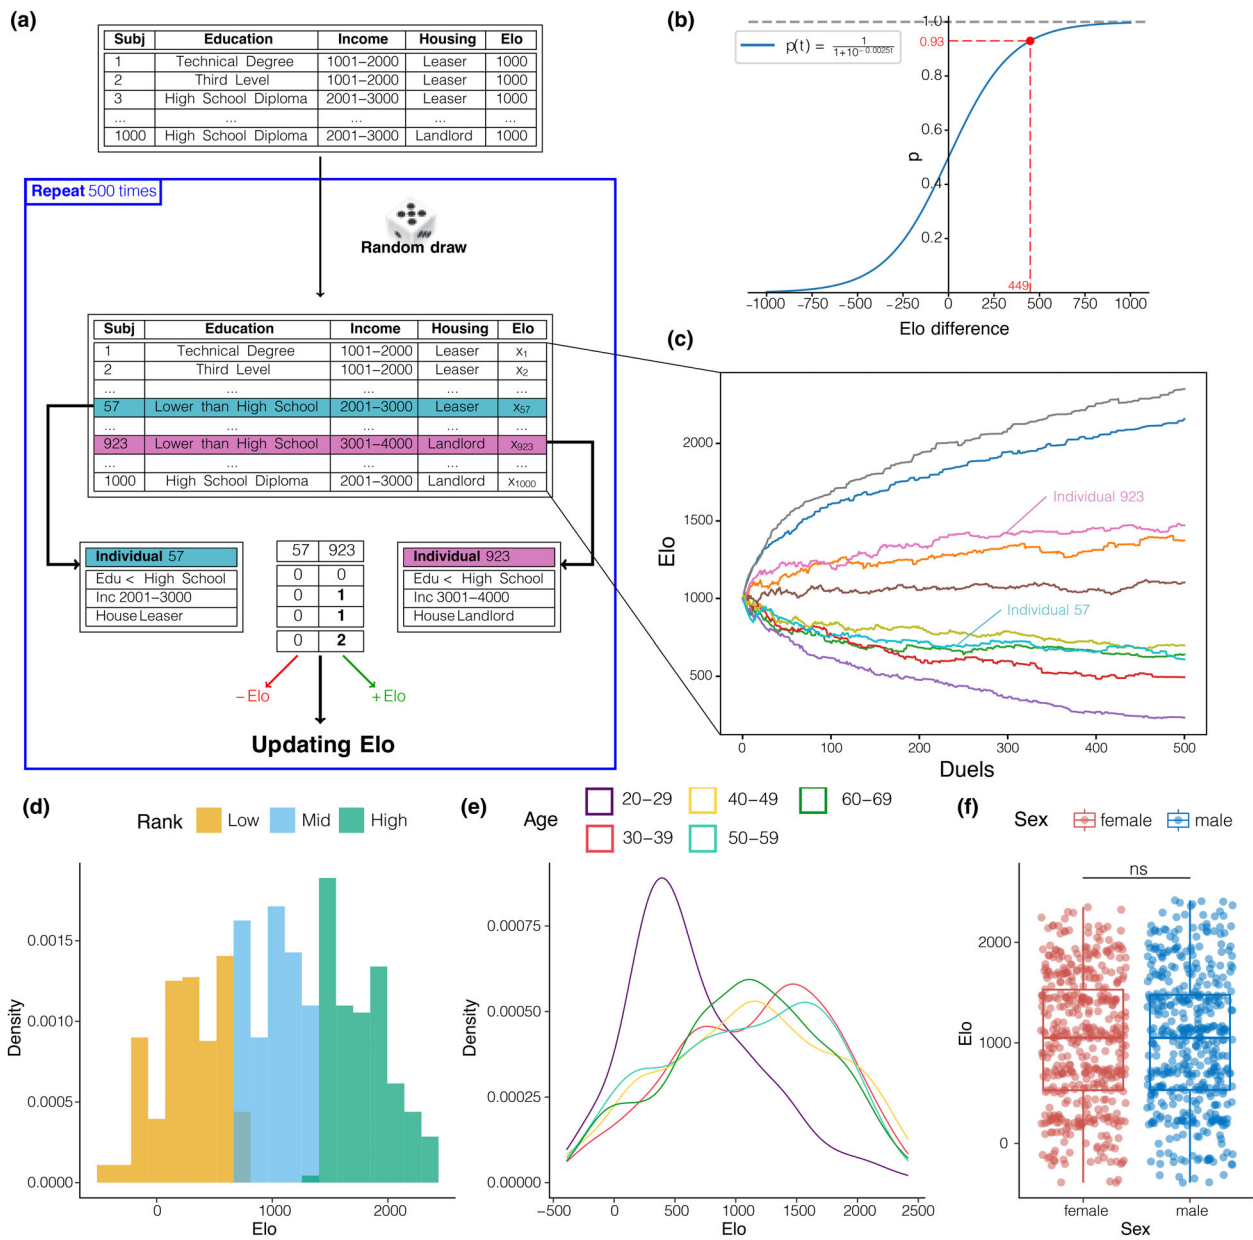 (a)
Subj Education Income Housing Elo
1 Technical Degree 1001–2000 Leaser 1000
2 Third Level 1001–2000 Leaser 1000
3 High School Diploma 2001–3000 Leaser 1000
... ... ... ... ...
1000 High School Diploma 2001–3000 Landlord 1000
Repeat 500 times
Random draw
Subj Education Income Housing Elo
1 Technical Degree 1001–2000 Leaser x1
2 Third Level 1001–2000 Leaser x2
... ... ... ... ...
57 Lower than High School 2001–3000 Leaser x57
... ... ... ... ...
923 Lower than High School 3001–4000 Landlord x923
... ... ... ... ...
1000 High School Diploma 2001–3000 Landlord x1000
Individual 57
Edu < High School
Inc 2001–3000
House Leaser
57 923
0 0
0 1
0 1
0 2
Individual 923
Edu < High School
Inc 3001–4000
House Landlord
– Elo
+ Elo
Updating Elo
(b)
p(t) = 1/(1+10^−0.0025t)
1.0
0.93
0.8
0.6
p
0.4
0.2
449
−1000 −750 −500 −250 0 250 500 750 1000
Elo difference
(c)
2000
1500
1000
500
Elo
Individual 923
Individual 57
0 100 200 300 400 500
Duels
(d)
Rank Low Mid High
0.0015
0.0010
0.0005
0.0000
Density
0 1000 2000
Elo
(e)
Age 20–29 40–49 60–69
30–39 50–59
0.00075
0.00050
0.00025
0.00000
Density
−500 0 500 1000 1500 2000 2500
Elo
(f)
Sex female male
ns
2000
1000
0
Elo
female male
Sex